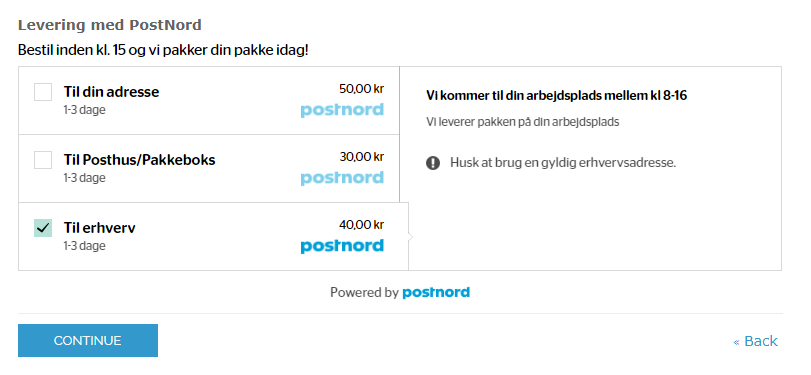 Levering med PostNord
Bestil inden kl. 15 og vi pakker din pakke idag!
Til din adresse
50,00 kr
1-3 dage
postnord
Til Posthus/Pakkeboks
30,00 kr
1-3 dage
postnord
Til erhverv
40,00 kr
1-3 dage
postnord
Vi kommer til din arbejdsplads mellem kl 8-16
Vi leverer pakken på din arbejdsplads
Husk at brug en gyldig erhvervsadresse.
Powered by postnord
CONTINUE
« Back